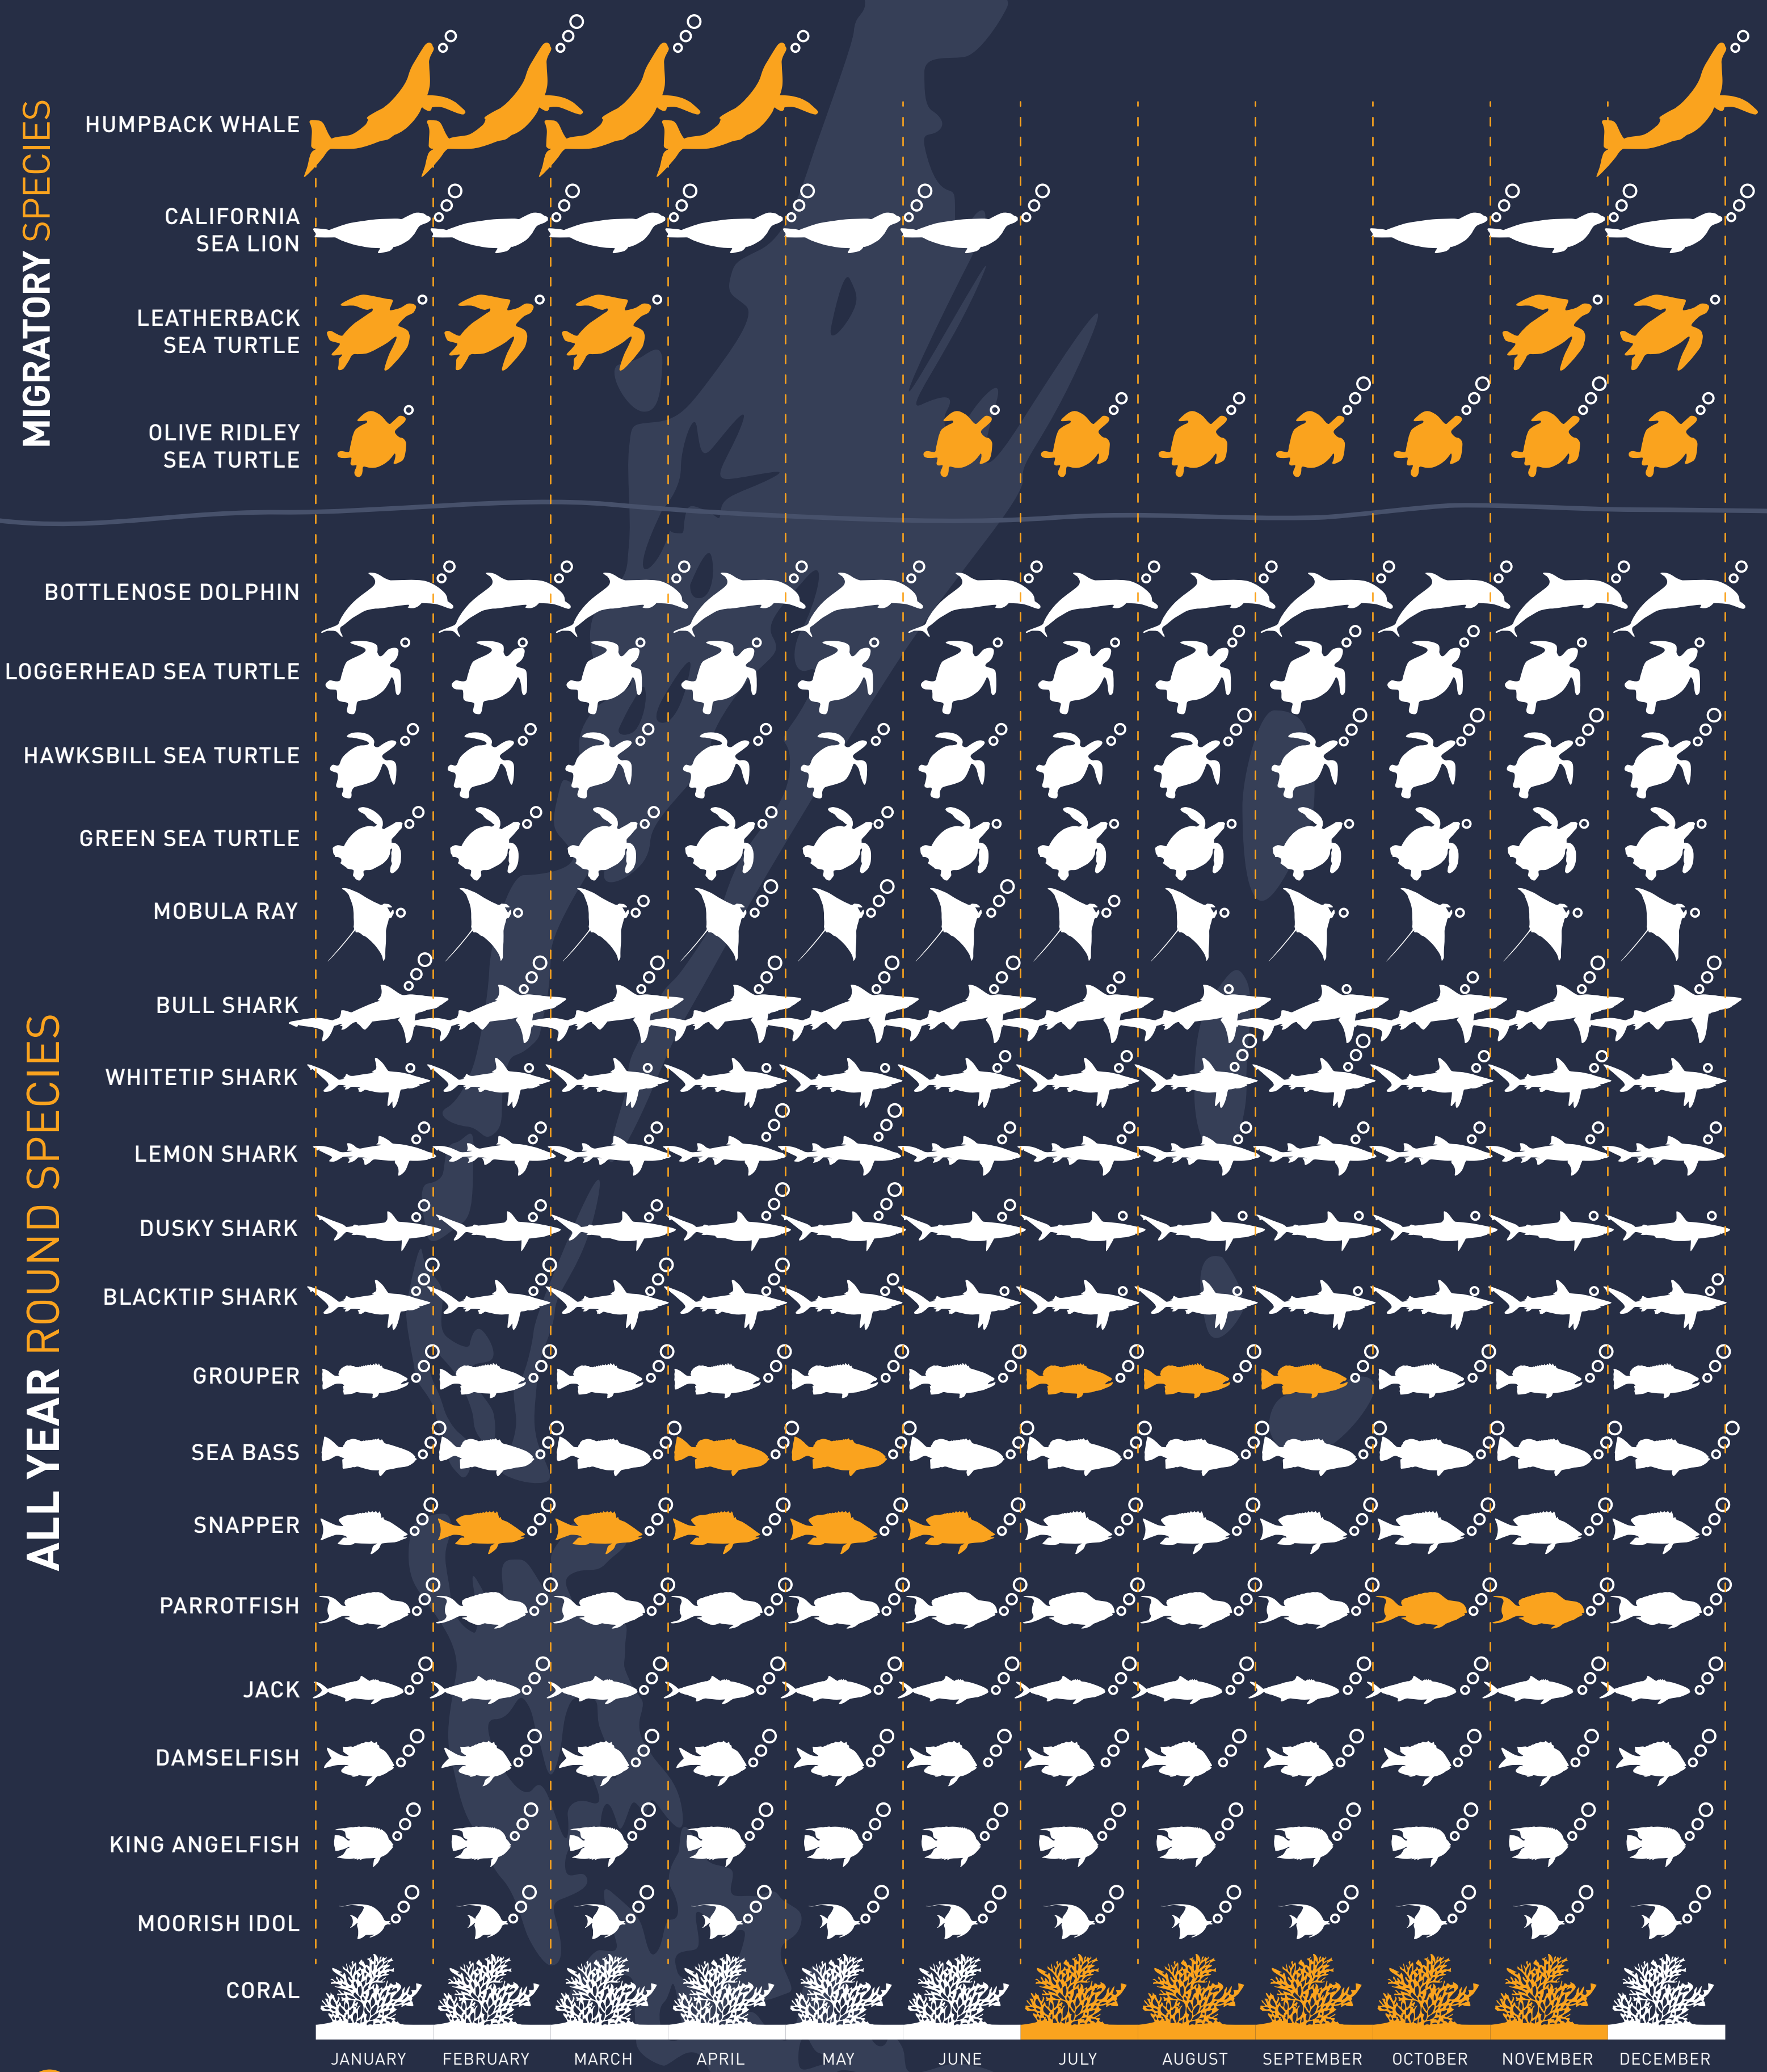 MIGRATORY SPECIES
HUMPBACK WHALE
CALIFORNIA
SEA LION
LEATHERBACK
SEA TURTLE
OLIVE RIDLEY
SEA TURTLE
ALL YEAR ROUND SPECIES
BOTTLENOSE DOLPHIN
LOGGERHEAD SEA TURTLE
HAWKSBILL SEA TURTLE
GREEN SEA TURTLE
MOBULA RAY
BULL SHARK
WHITETIP SHARK
LEMON SHARK
DUSKY SHARK
BLACKTIP SHARK
GROUPER
SEA BASS
SNAPPER
PARROTFISH
JACK
DAMSELFISH
KING ANGELFISH
MOORISH IDOL
CORAL
JANUARY FEBRUARY MARCH APRIL MAY JUNE JULY AUGUST SEPTEMBER OCTOBER NOVEMBER DECEMBER